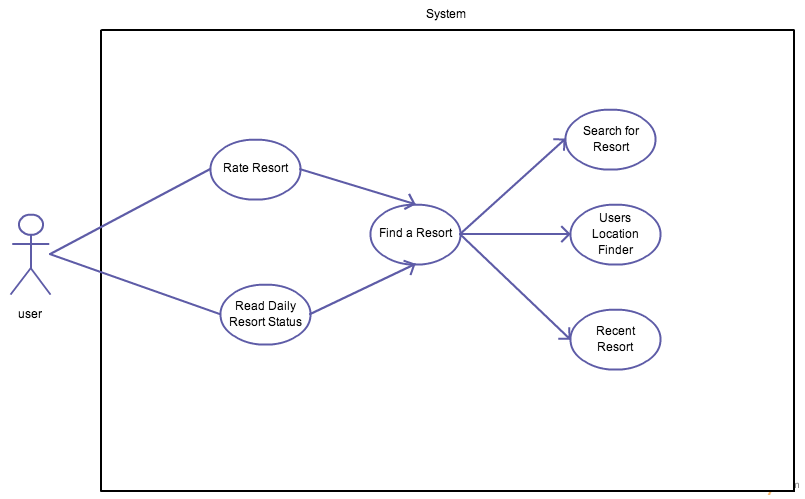 System
Search for
Resort
Rate Resort
Users
Location
Finder
Find a Resort
Read Daily
Resort Status
user
Recent
Resort